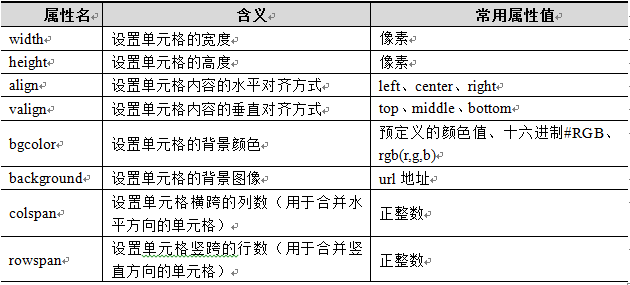 属性名 含义 常用属性值
width 设置单元格的宽度 像素
height 设置单元格的高度 像素
align 设置单元格内容的水平对齐方式 left、center、right
valign 设置单元格内容的垂直对齐方式 top、middle、bottom
bgcolor 设置单元格的背景颜色 预定义的颜色值、十六进制#RGB、
rgb(r,g,b)
background 设置单元格的背景图像 url 地址
colspan 设置单元格横跨的列数（用于合并水
平方向的单元格） 正整数
rowspan 设置单元格竖跨的行数（用于合并竖
直方向的单元格） 正整数